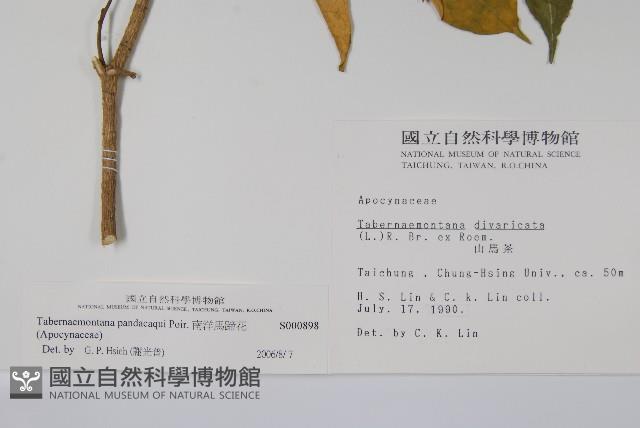 國立自然科學博物館
NATIONAL MUSEUM OF NATURAL SCIENCE
TAICHUNG, TAIWAN, R.O.CHINA
Apocynaceae
Tabernaemontana divaricata
(L.)R. Br. ex Roem.
山馬茶
Taichung , Chung-Hsing Univ., ca. 50m
H. S. Lin & C. k. Lin coll.
July. 17, 1990.
Det. by C. K. Lin
國立自然科學博物館
NATIONAL MUSEUM OF NATURAL SCIENCE, TAICHUNG, TAIWAN, R.O.CHINA
Tabernaemontana pandacaqui Poir. 南洋馬蹄花 S000898
(Apocynaceae)
Det. by G. P. Hsieh (謝光普) 2006/8/7
國立自然科學博物館
NATIONAL MUSEUM OF NATURAL SCIENCE